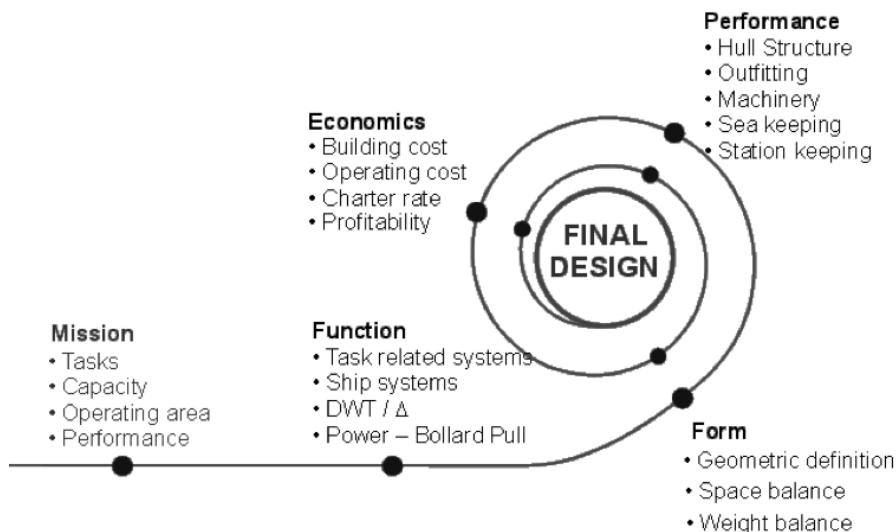 Performance
• Hull Structure
• Outfitting
• Machinery
• Sea keeping
• Station keeping
Economics
• Building cost
• Operating cost
• Charter rate
• Profitability
FINAL
DESIGN
Mission
• Tasks
• Capacity
• Operating area
• Performance
Function
• Task related systems
• Ship systems
• DWT / Δ
• Power – Bollard Pull
Form
• Geometric definition
• Space balance
• Weight balance